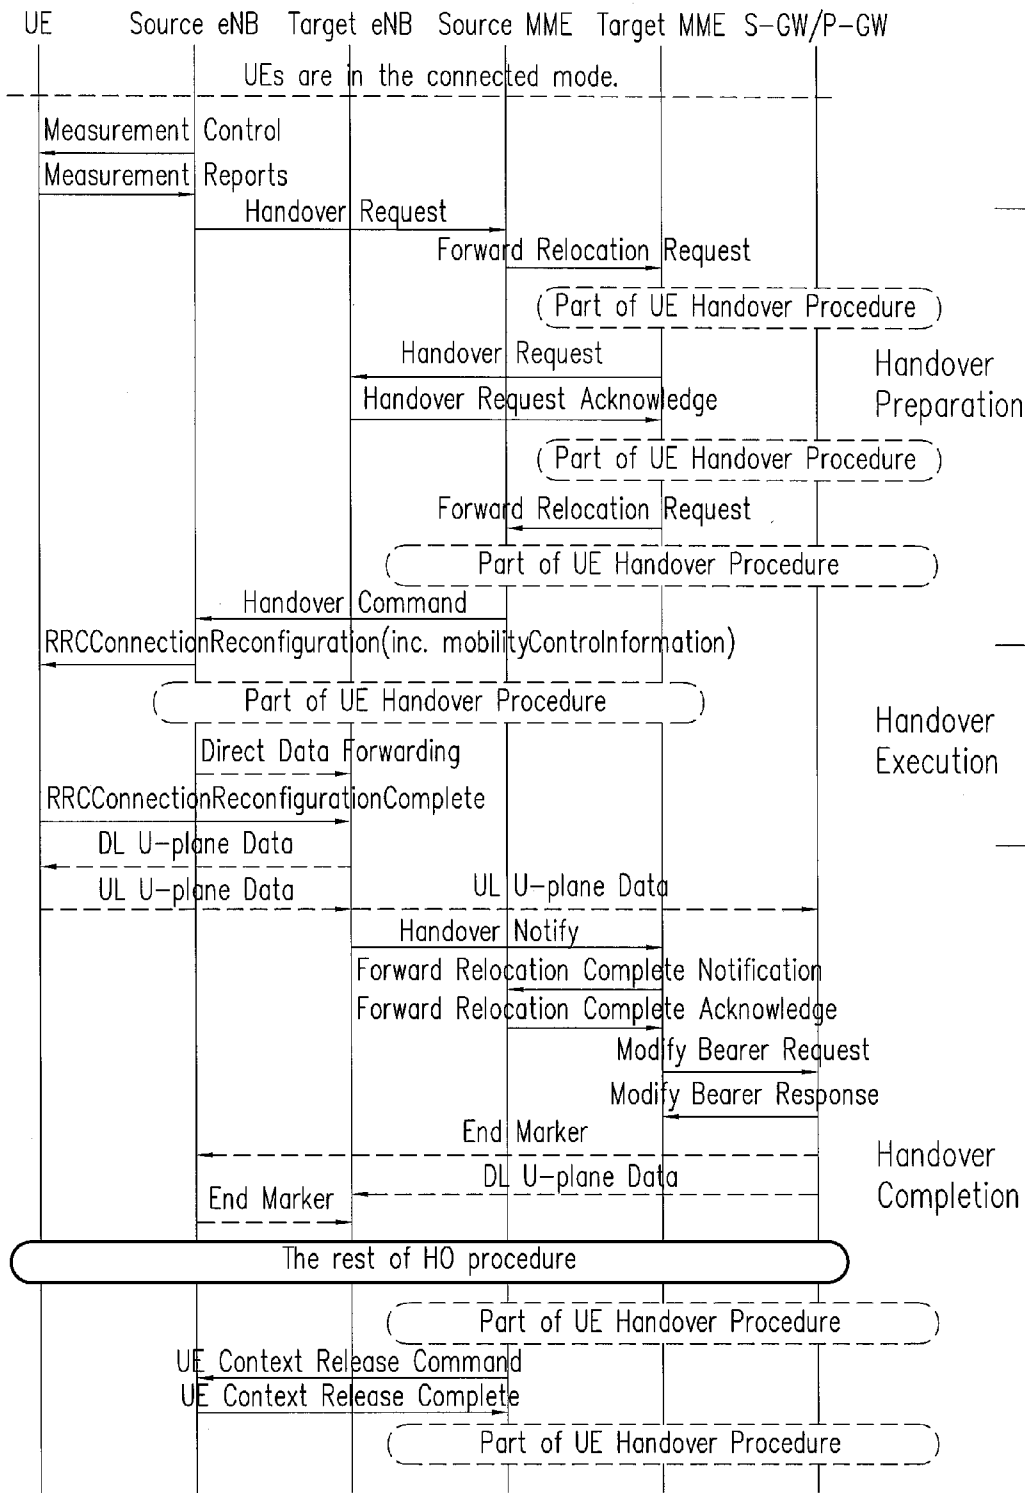 UE Source eNB Target eNB Source MME Target MME S-GW/P-GW
UEs are in the connected mode.
Measurement Control
Measurement Reports
Handover Request
Forward Relocation Request
Part of UE Handover Procedure
Handover Request
Handover
Preparation
Handover Request Acknowledge
Part of UE Handover Procedure
Forward Relocation Request
Part of UE Handover Procedure
Handover Command
RRCConnectionReconfiguration(inc. mobilityControlnformation)
Part of UE Handover Procedure
Handover
Execution
Direct Data Forwarding
RRCConnectionReconfigurationComplete
DL U-plane Data
UL U-plane Data
UL U-plane Data
Handover Notify
Forward Relocation Complete Notification
Forward Relocation Complete Acknowledge
Modify Bearer Request
Modify Bearer Response
End Marker
Handover
Completion
DL U-plane Data
End Marker
The rest of HO procedure
Part of UE Handover Procedure
UE Context Release Command
UE Context Release Complete
Part of UE Handover Procedure